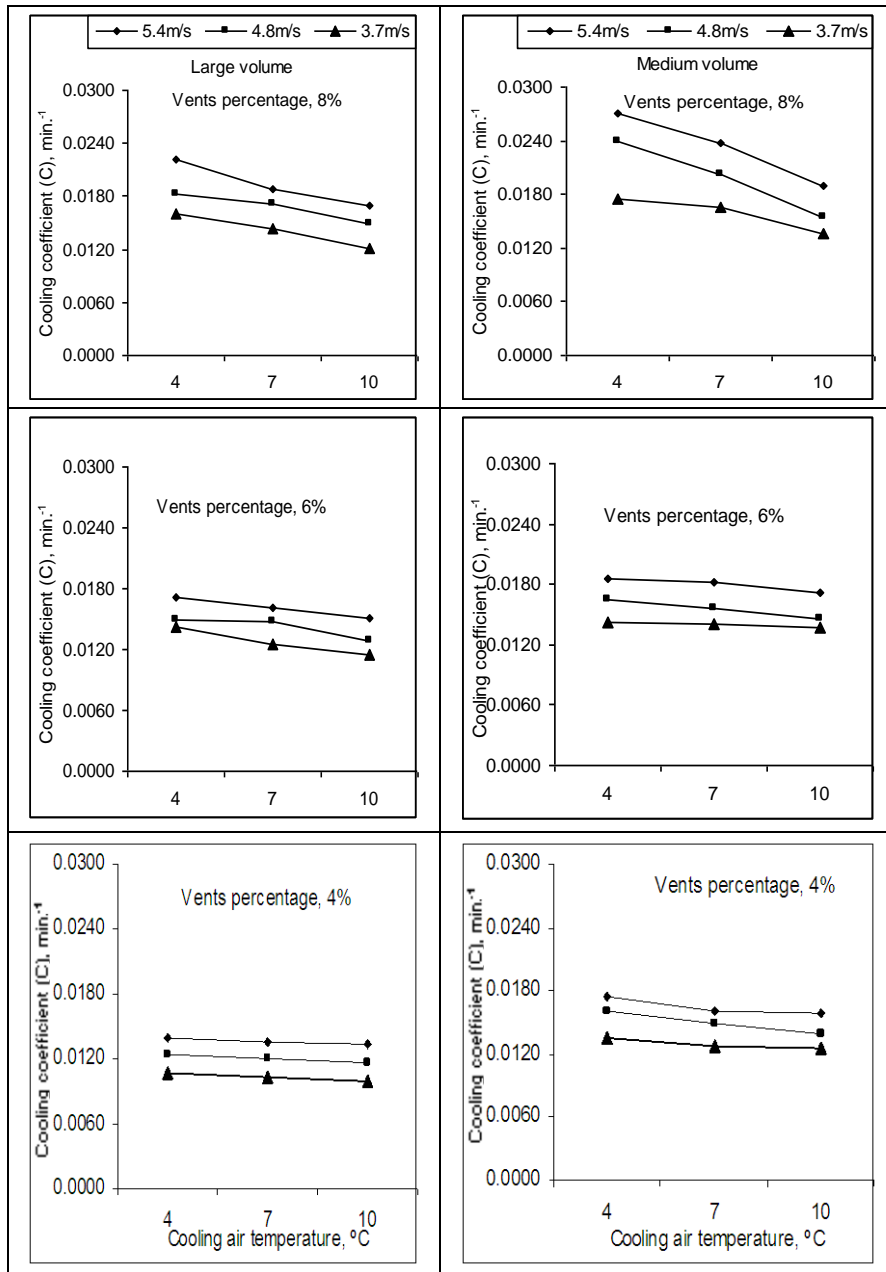 5.4m/s 4.8m/s 3.7m/s
Large volume
Vents percentage, 8%
Cooling coefficient (C), min.⁻¹
0.0300
0.0240
0.0180
0.0120
0.0060
0.0000
4 7 10
5.4m/s 4.8m/s 3.7m/s
Medium volume
Vents percentage, 8%
Cooling coefficient (C), min.⁻¹
0.0300
0.0240
0.0180
0.0120
0.0060
0.0000
4 7 10
Vents percentage, 6%
Cooling coefficient (C), min.⁻¹
0.0300
0.0240
0.0180
0.0120
0.0060
0.0000
4 7 10
Vents percentage, 6%
Cooling coefficient (C), min.⁻¹
0.0300
0.0240
0.0180
0.0120
0.0060
0.0000
4 7 10
Vents percentage, 4%
Cooling coefficient (C), min.⁻¹
0.0300
0.0240
0.0180
0.0120
0.0060
0.0000
4 7 10
Cooling air temperature, ºC
Vents percentage, 4%
Cooling coefficient (C), min.⁻¹
0.0300
0.0240
0.0180
0.0120
0.0060
0.0000
4 7 10
Cooling air temperature, ºC